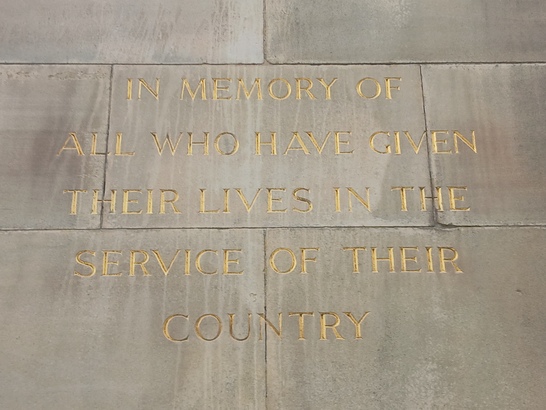 IN MEMORY OF
ALL WHO HAVE GIVEN
THEIR LIVES IN THE
SERVICE OF THEIR
COUNTRY